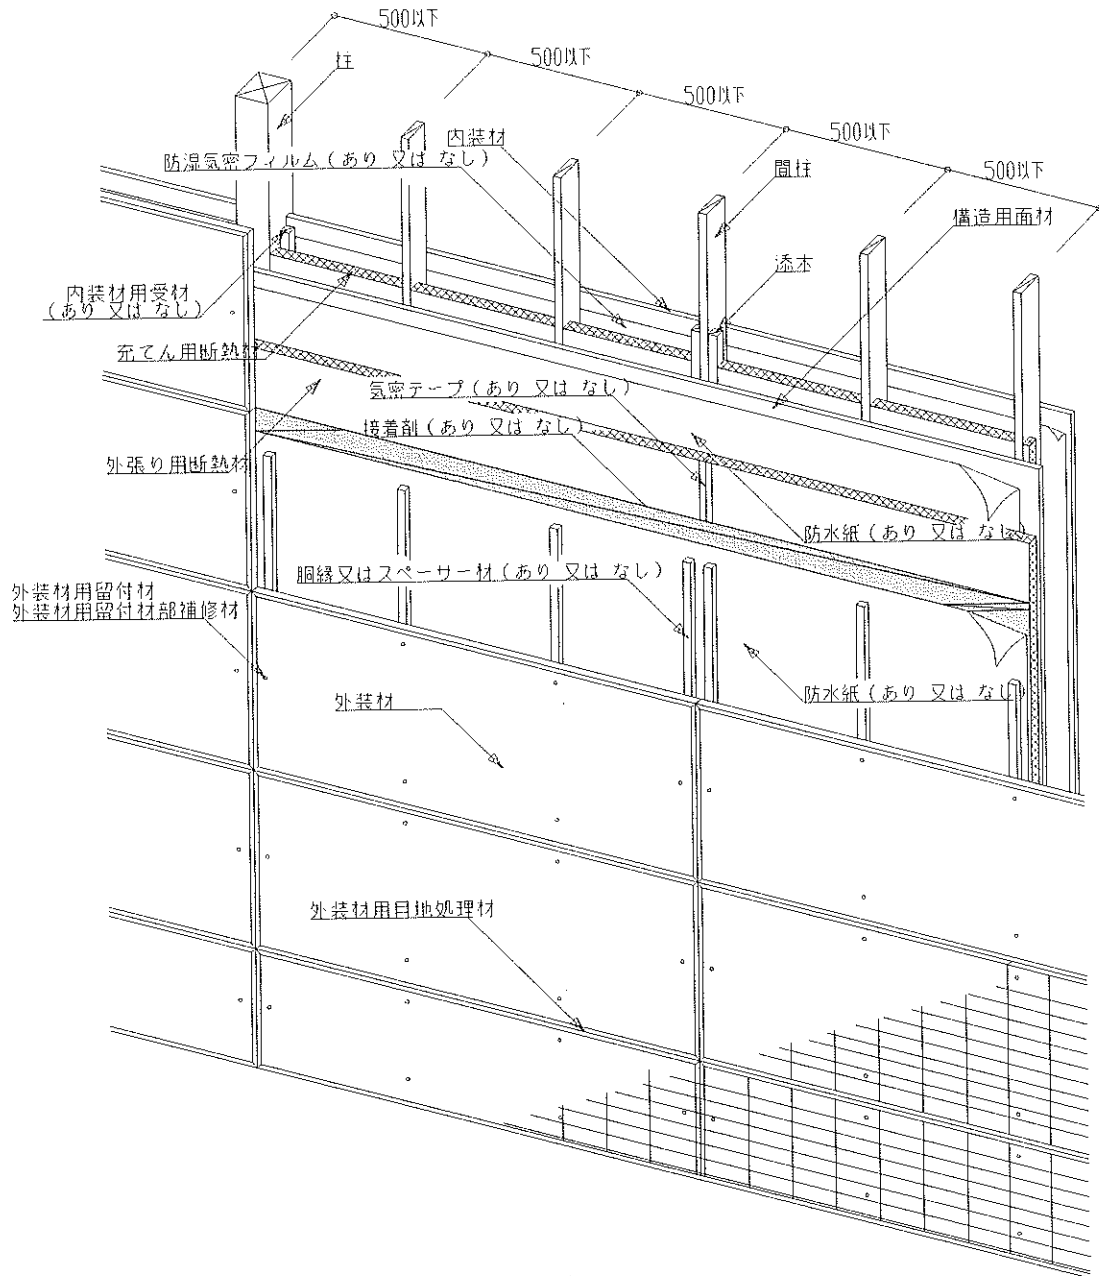 500以下
500以下
500以下
500以下
500以下
柱
内装材
防湿気密フィルム(あり 又は なし)
間柱
構造用面材
添木
内装材用受材
(あり 又は なし)
充てん用断熱材
気密テープ(あり 又は なし)
接着剤(あり 又は なし)
外張り用断熱材
防水紙(あり 又は なし)
胴縁又はスペーサー材(あり 又は なし)
外装材用留付材
外装材用留付材部補修材
外装材
防水紙(あり 又は なし)
外装材用目地処理材